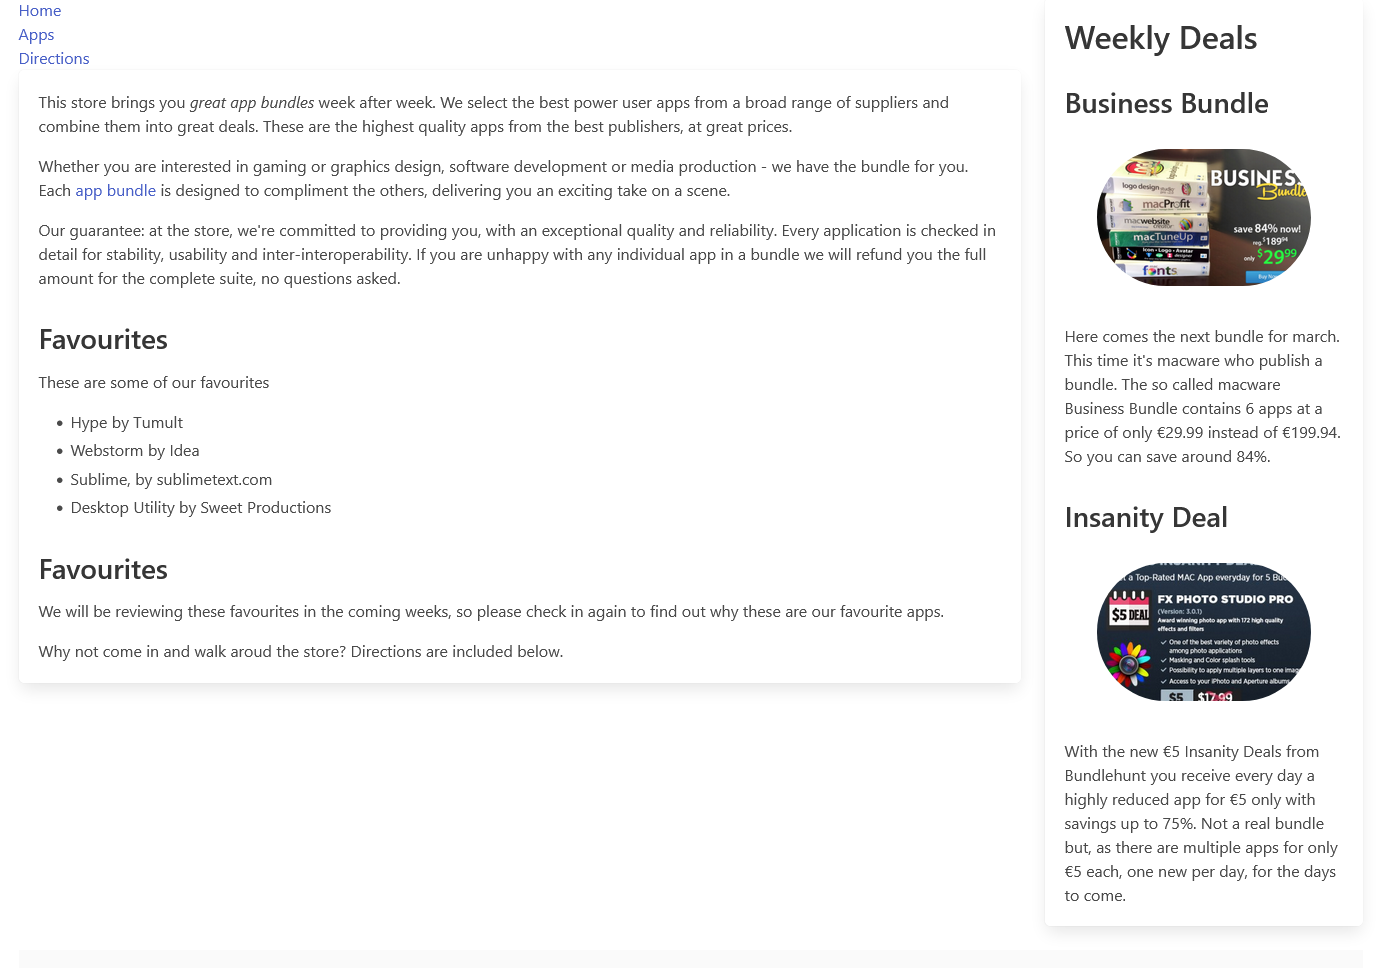 Home
Apps
Directions
This store brings you great app bundles week after week. We select the best power user apps from a broad range of suppliers and
combine them into great deals. These are the highest quality apps from the best publishers, at great prices.
Whether you are interested in gaming or graphics design, software development or media production - we have the bundle for you.
Each app bundle is designed to compliment the others, delivering you an exciting take on a scene.
Our guarantee: at the store, we're committed to providing you, with an exceptional quality and reliability. Every application is checked in
detail for stability, usability and inter-interoperability. If you are unhappy with any individual app in a bundle we will refund you the full
amount for the complete suite, no questions asked.
Favourites
These are some of our favourites
Hype by Tumult
Webstorm by Idea
Sublime, by sublimetext.com
Desktop Utility by Sweet Productions
Favourites
We will be reviewing these favourites in the coming weeks, so please check in again to find out why these are our favourite apps.
Why not come in and walk aroud the store? Directions are included below.
Weekly Deals
Business Bundle
logo design
macProfit
macwebsite
creator
macTuneUp
Icon • Logo • Avatar
designer
fonts
BUSINESS
Bundle
save 84% now!
reg $189⁹⁴
only $29⁹⁹
Here comes the next bundle for march.
This time it's macware who publish a
bundle. The so called macware
Business Bundle contains 6 apps at a
price of only €29.99 instead of €199.94.
So you can save around 84%.
Insanity Deal
a Top-Rated MAC App everyday for 5
$5 DEAL
FX PHOTO STUDIO PRO
(Version: 3.0.1)
Award winning photo app with 172 high quality
effects and filters
One of the best variety of photo effects
among photo applications
Masking and Color splash tools
Possibility to apply multiple layers to one imag
Access to your iPhoto and Aperture albums
$5 $17.99
With the new €5 Insanity Deals from
Bundlehunt you receive every day a
highly reduced app for €5 only with
savings up to 75%. Not a real bundle
but, as there are multiple apps for only
€5 each, one new per day, for the days
to come.